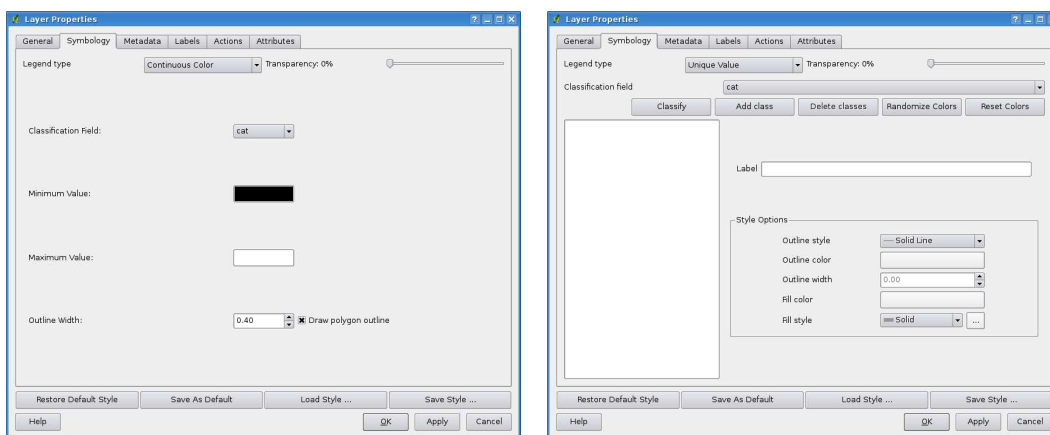 Layer Properties
General Symbology Metadata Labels Actions Attributes
Legend type Continuous Color Transparency: 0%
Classification Field: cat
Minimum Value:
Maximum Value:
Outline Width: 0.40 Draw polygon outline
Restore Default Style Save As Default Load Style ... Save Style ...
Help OK Apply Cancel
Layer Properties
General Symbology Metadata Labels Actions Attributes
Legend type Unique Value Transparency: 0%
Classification field cat
Classify Add class Delete classes Randomize Colors Reset Colors
Label
Style Options
Outline style Solid Line
Outline color
Outline width 0.00
Fill color
Fill style Solid ...
Restore Default Style Save As Default Load Style ... Save Style ...
Help OK Apply Cancel